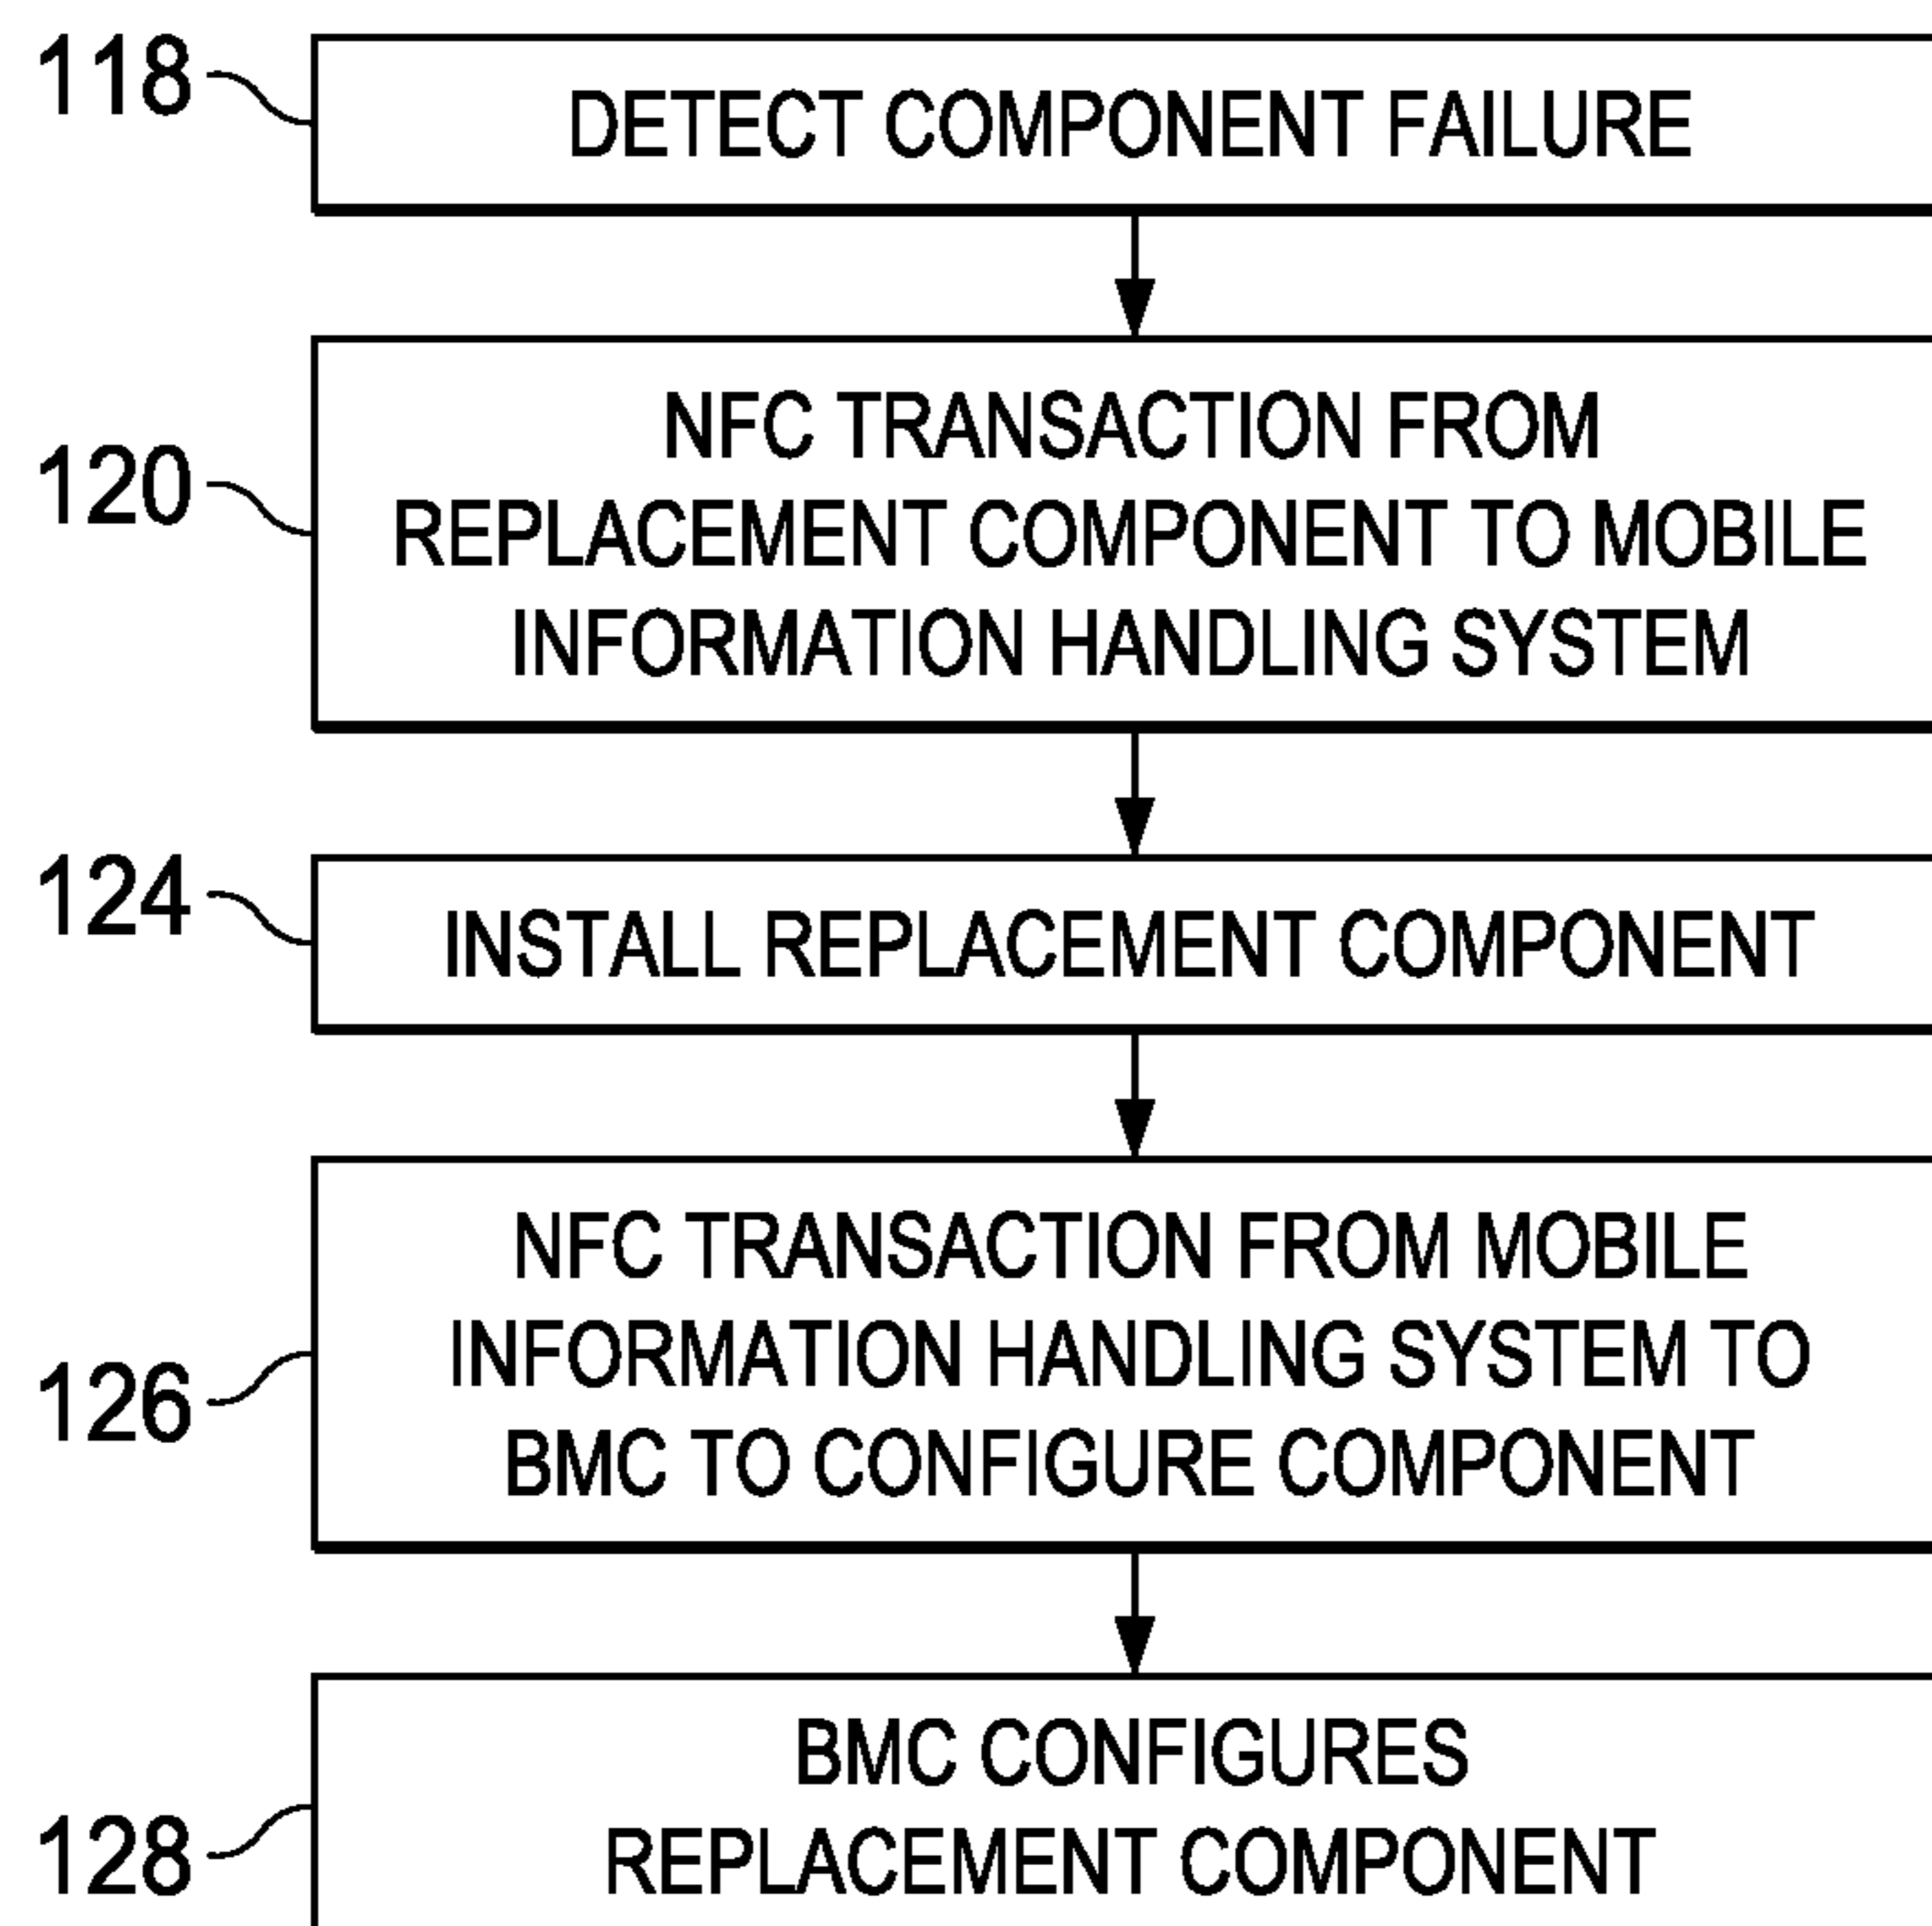 118
DETECT COMPONENT FAILURE
120
NFC TRANSACTION FROM
REPLACEMENT COMPONENT TO MOBILE
INFORMATION HANDLING SYSTEM
124
INSTALL REPLACEMENT COMPONENT
126
NFC TRANSACTION FROM MOBILE
INFORMATION HANDLING SYSTEM TO
BMC TO CONFIGURE COMPONENT
128
BMC CONFIGURES
REPLACEMENT COMPONENT